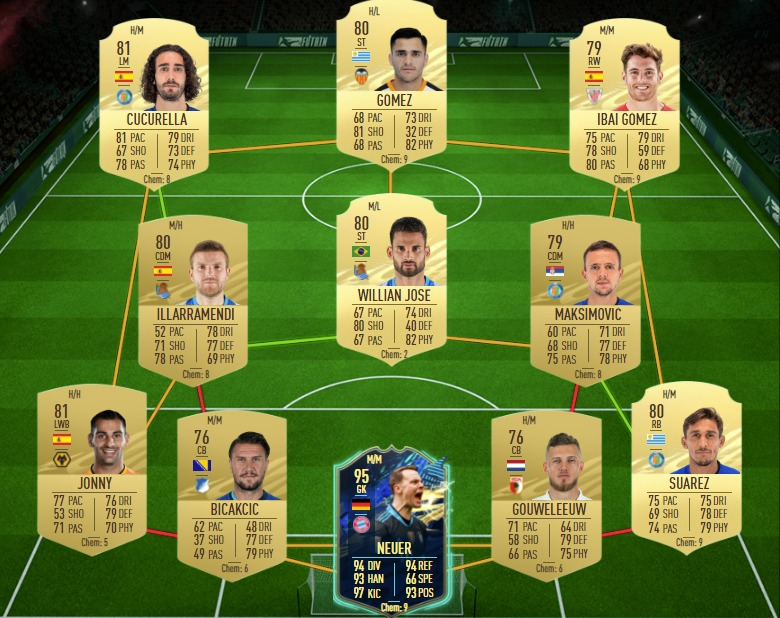 H/M
81
LM
CUCURELLA
81 PAC 79 DRI
67 SHO 73 DEF
78 PAS 74 PHY
Chem: 8
H/L
80
ST
GOMEZ
68 PAC 73 DRI
81 SHO 32 DEF
68 PAS 82 PHY
Chem: 9
M/M
79
RW
IBAI GOMEZ
75 PAC 79 DRI
78 SHO 59 DEF
80 PAS 68 PHY
Chem: 9
M/H
80
CDM
ILLARRAMENDI
52 PAC 78 DRI
71 SHO 77 DEF
78 PAS 69 PHY
Chem: 8
M/L
80
ST
WILLIAN JOSE
67 PAC 74 DRI
80 SHO 40 DEF
67 PAS 82 PHY
Chem: 2
H/H
79
CDM
MAKSIMOVIC
60 PAC 71 DRI
68 SHO 77 DEF
75 PAS 78 PHY
Chem: 8
H/H
81
LWB
JONNY
77 PAC 76 DRI
53 SHO 79 DEF
71 PAS 70 PHY
Chem: 5
M/M
76
CB
BICAKCIC
62 PAC 48 DRI
37 SHO 77 DEF
49 PAS 79 PHY
Chem: 6
M/M
95
GK
NEUER
94 DIV 94 REF
93 HAN 66 SPE
97 KIC 93 POS
Chem: 9
H/M
76
CB
GOUWELEEUW
71 PAC 64 DRI
58 SHO 79 DEF
66 PAS 75 PHY
Chem: 6
H/M
80
RB
SUAREZ
75 PAC 75 DRI
69 SHO 78 DEF
74 PAS 79 PHY
Chem: 9